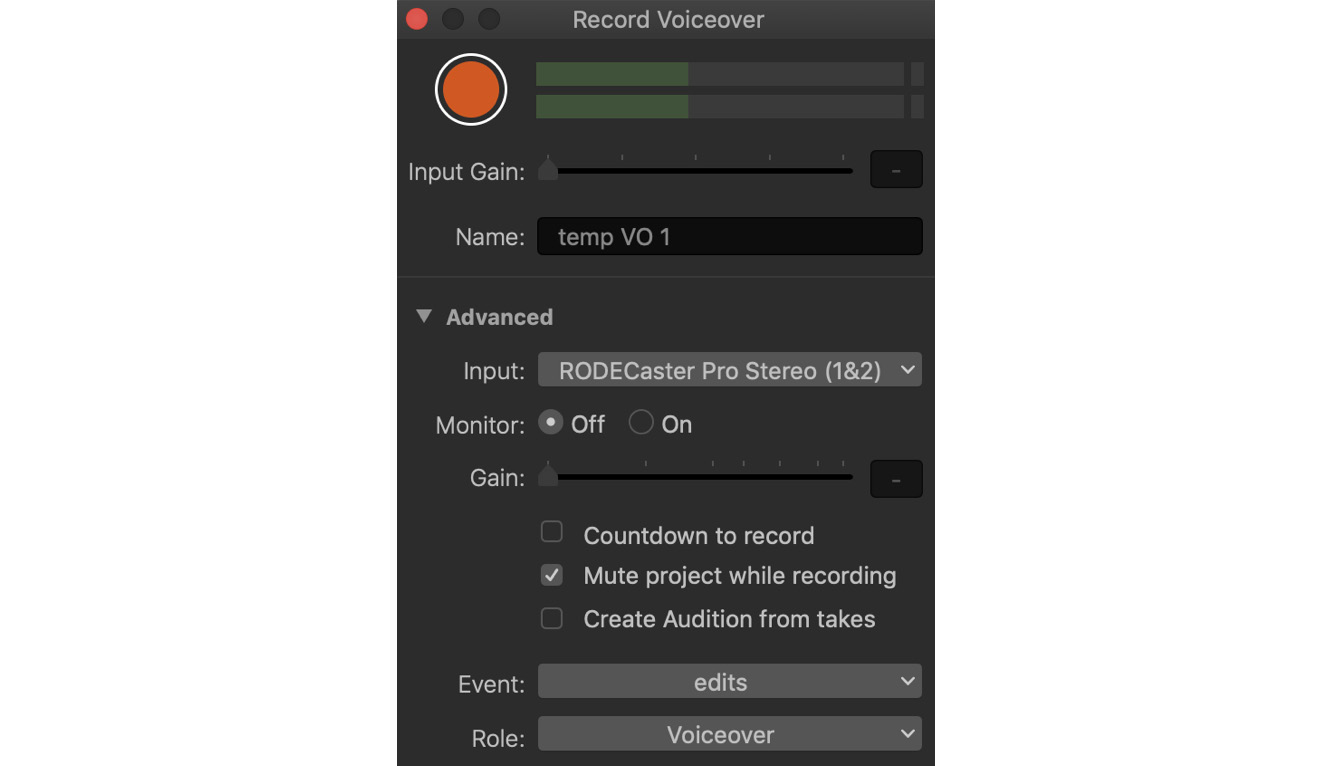 Record Voiceover
Input Gain: -
Name: temp VO 1
Advanced
Input: RODECaster Pro Stereo (1&2)
Monitor: Off On
Gain: -
Countdown to record
Mute project while recording
Create Audition from takes
Event: edits
Role: Voiceover